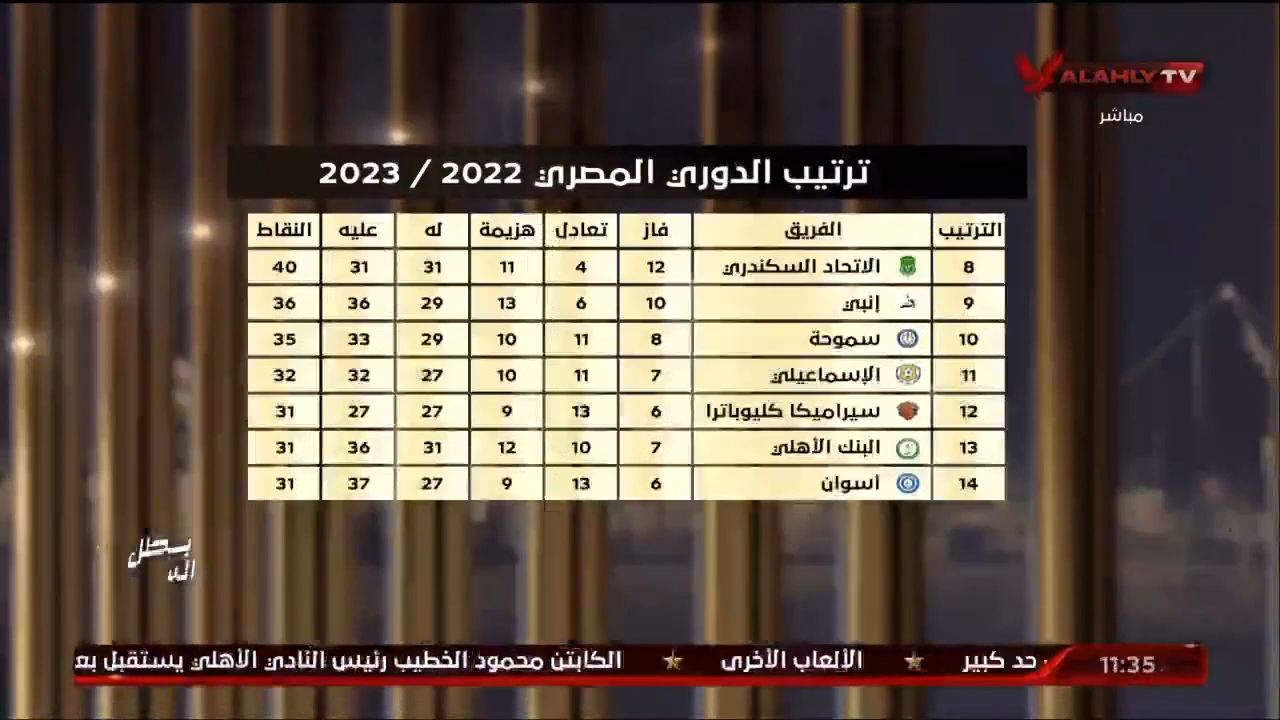 ALAHLY TV
مباشر
ترتيب الدوري المصري 2022 / 2023
الترتيب الفريق فاز تعادل هزيمة له عليه النقاط
8 الاتحاد السكندري 12 4 11 31 31 40
9 إنبي 10 6 13 29 36 36
10 سموحة 8 11 10 29 33 35
11 الإسماعيلي 7 11 10 27 32 32
12 سيراميكا كليوباترا 6 13 9 27 27 31
13 البنك الأهلي 7 10 12 31 36 31
14 أسوان 6 13 9 27 37 31
بطل
الد
11:35 حد كبير الألعاب الأخرى الكابتن محمود الخطيب رئيس النادي الأهلي يستقبل بع